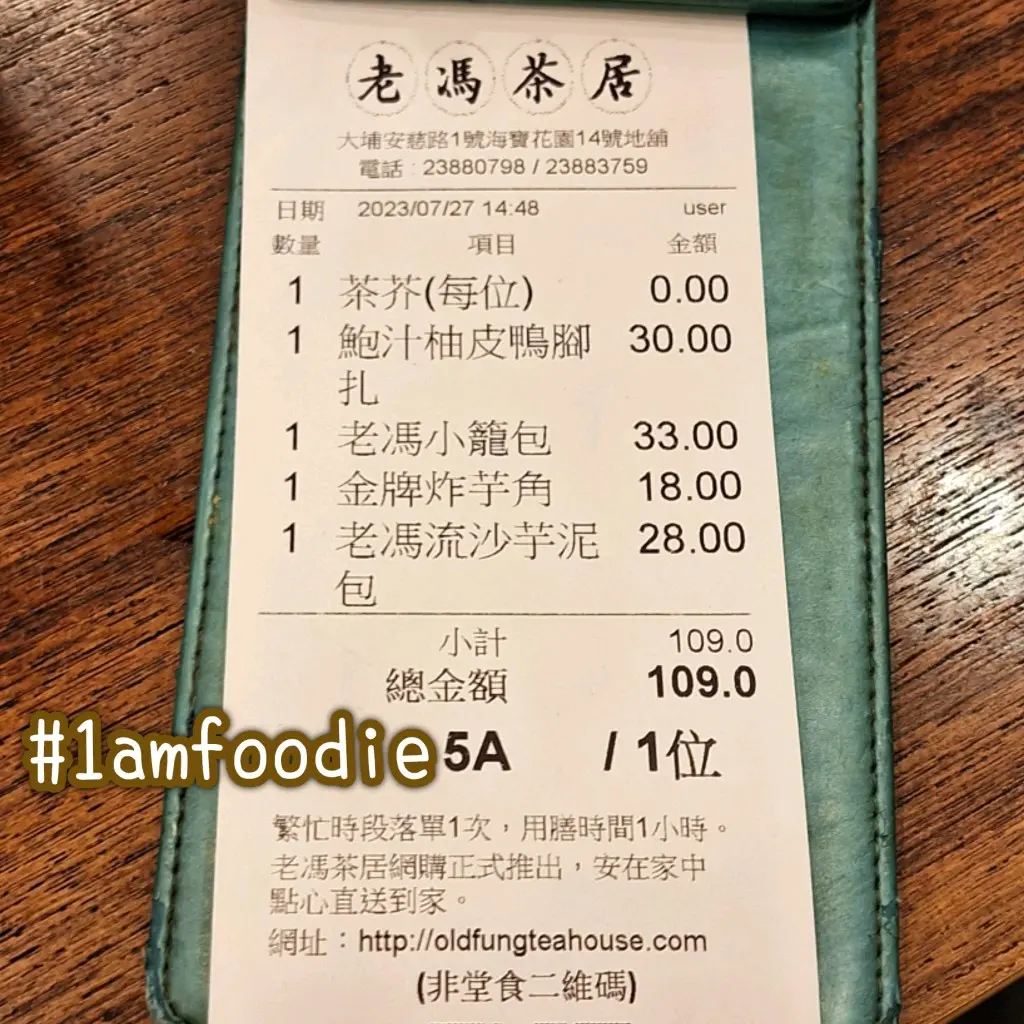 老馮茶居
大埔安慈路1號海寶花園14號地舖
電話：23880798 / 23883759
日期 2023/07/27 14:48 user
數量 項目 金額
1 茶芥(每位) 0.00
1 鮑汁柚皮鴨腳 30.00
扎
1 老馮小籠包 33.00
1 金牌炸芋角 18.00
1 老馮流沙芋泥 28.00
包
小計 109.0
總金額 109.0
#1amfoodie 5A / 1位
繁忙時段落單1次，用膳時間1小時。
老馮茶居網購正式推出，安在家中
點心直送到家。
網址：http://oldfungteahouse.com
(非堂食二維碼)